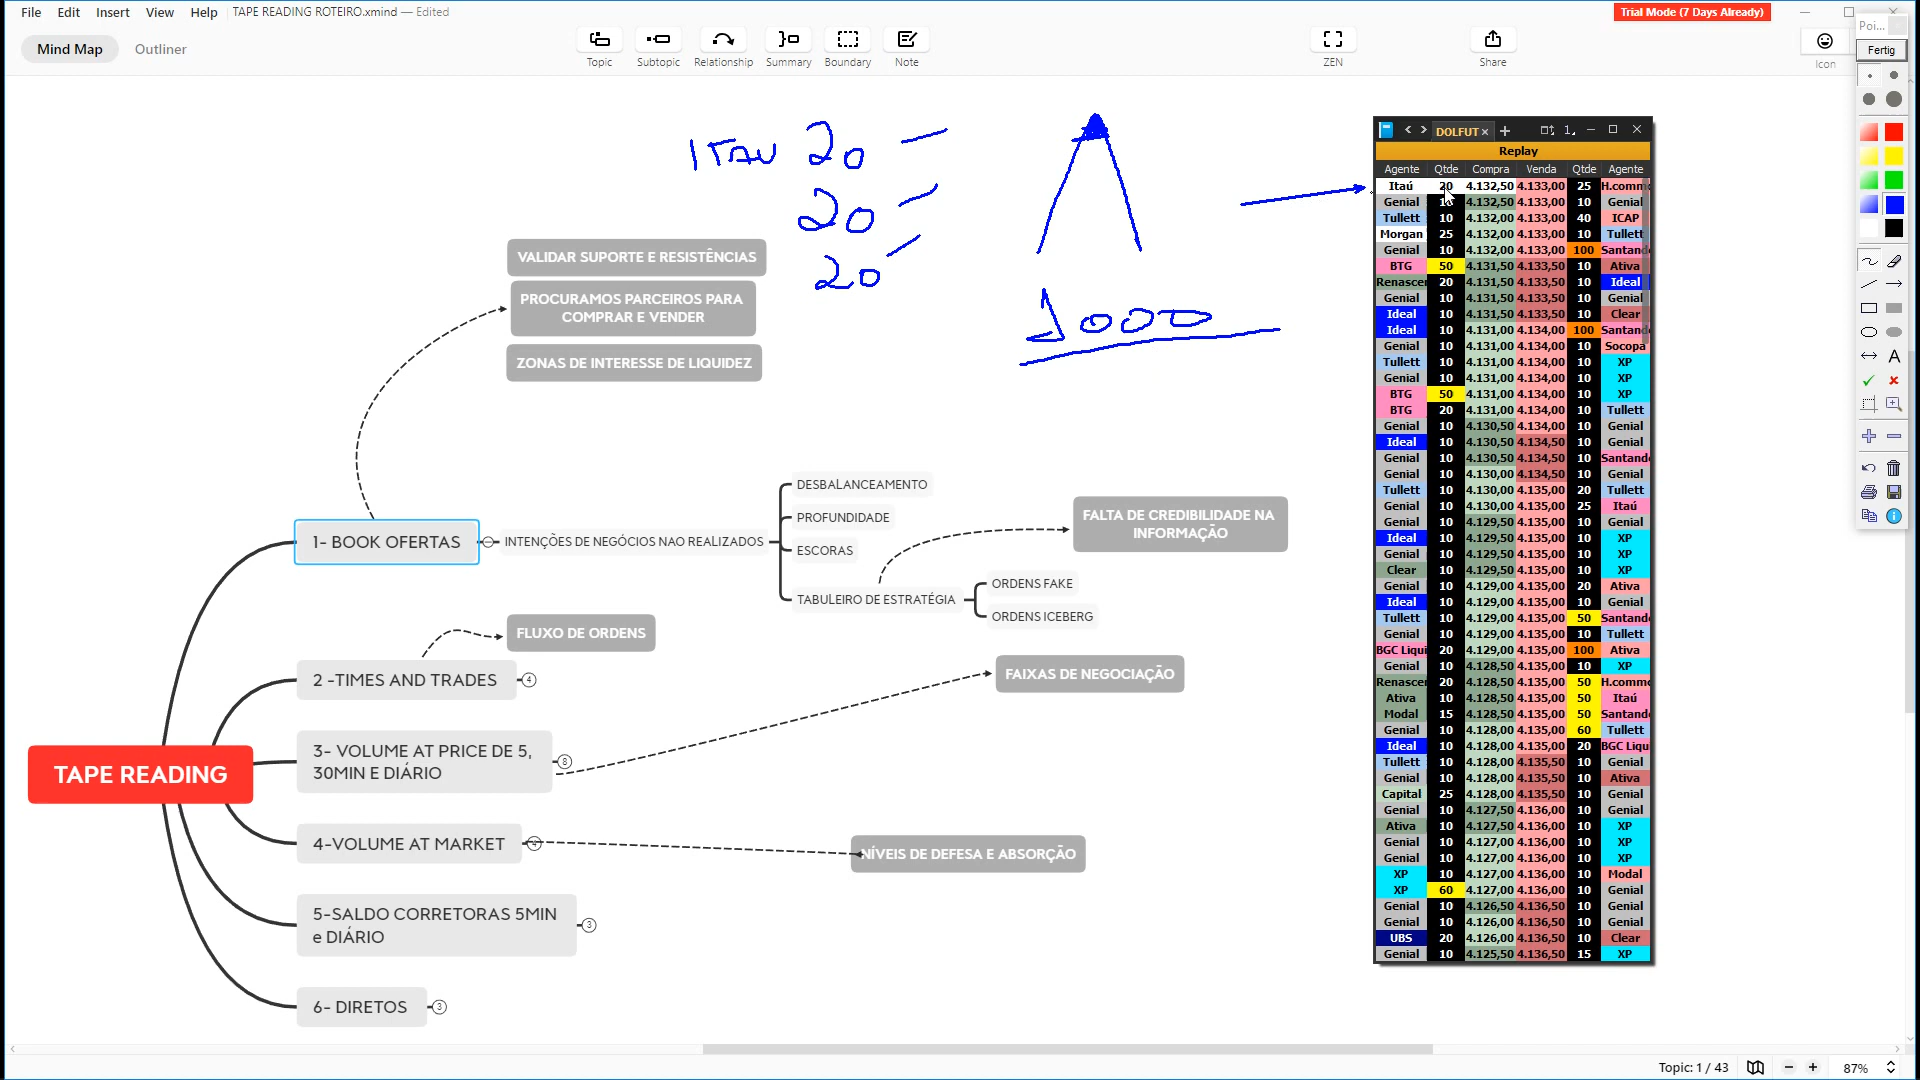 File Edit Insert View Help TAPE READING ROTEIRO.xmind — Edited
Trial Mode (7 Days Already)
Mind Map Outliner
Topic Subtopic Relationship Summary Boundary Note ZEN Share Icon
Poi...
Fertig
ITAU 20
20
20
1000
VALIDAR SUPORTE E RESISTÊNCIAS
PROCURAMOS PARCEIROS PARA
COMPRAR E VENDER
ZONAS DE INTERESSE DE LIQUIDEZ
1- BOOK OFERTAS
INTENÇÕES DE NEGÓCIOS NAO REALIZADOS
DESBALANCEAMENTO
PROFUNDIDADE
ESCORAS
TABULEIRO DE ESTRATÉGIA
ORDENS FAKE
ORDENS ICEBERG
FALTA DE CREDIBILIDADE NA
INFORMAÇÃO
FLUXO DE ORDENS
2 -TIMES AND TRADES 4
FAIXAS DE NEGOCIAÇÃO
3- VOLUME AT PRICE DE 5,
30MIN E DIÁRIO 8
TAPE READING
4-VOLUME AT MARKET
NÍVEIS DE DEFESA E ABSORÇÃO
5-SALDO CORRETORAS 5MIN
e DIÁRIO 3
6- DIRETOS 3
DOLFUT
Replay
Agente Qtde Compra Venda Qtde Agente
Itaú 20 4.132,50 4.133,00 25 H.comm
Genial 10 4.132,50 4.133,00 10 Genial
Tullett 10 4.132,00 4.133,00 40 ICAP
Morgan 25 4.132,00 4.133,00 10 Tullett
Genial 10 4.132,00 4.133,00 100 Santand
BTG 50 4.131,50 4.133,50 10 Ativa
Renascer 20 4.131,50 4.133,50 10 Ideal
Genial 10 4.131,50 4.133,50 10 Genial
Ideal 10 4.131,50 4.133,50 10 Clear
Ideal 10 4.131,00 4.134,00 100 Santand
Genial 10 4.131,00 4.134,00 10 Socopa
Tullett 10 4.131,00 4.134,00 10 XP
Genial 10 4.131,00 4.134,00 10 XP
BTG 50 4.131,00 4.134,00 10 XP
BTG 20 4.131,00 4.134,00 10 Tullett
Genial 10 4.131,00 4.134,00 10 Genial
Ideal 10 4.130,50 4.134,50 10 Genial
Genial 10 4.130,50 4.134,50 10 Santand
Genial 10 4.130,00 4.134,50 10 Genial
Tullett 10 4.130,00 4.135,00 20 Tullett
Genial 10 4.130,00 4.135,00 25 Itaú
Genial 10 4.129,50 4.135,00 10 Genial
Ideal 10 4.129,50 4.135,00 10 XP
Genial 10 4.129,50 4.135,00 10 XP
Clear 10 4.129,50 4.135,00 10 XP
Genial 10 4.129,00 4.135,00 20 Ativa
Ideal 10 4.129,00 4.135,00 10 Genial
Tullett 10 4.129,00 4.135,00 50 Santand
Genial 10 4.129,00 4.135,00 10 Tullett
BGC Liqui 20 4.129,00 4.135,00 100 Ativa
Genial 10 4.128,50 4.135,00 10 XP
Renascer 20 4.128,50 4.135,00 50 H.comm
Ativa 10 4.128,50 4.135,00 50 Itaú
Modal 15 4.128,50 4.135,00 50 Santand
Genial 10 4.128,00 4.135,00 60 Tullett
Ideal 10 4.128,00 4.135,00 20 BGC Liqu
Tullett 10 4.128,00 4.135,50 10 Genial
Genial 10 4.128,00 4.135,50 10 Ativa
Capital 25 4.128,00 4.135,50 10 Genial
Genial 10 4.127,50 4.136,00 10 Genial
Ativa 10 4.127,50 4.136,00 10 XP
Genial 10 4.127,00 4.136,00 10 XP
Genial 10 4.127,00 4.136,00 10 XP
XP 10 4.127,00 4.136,00 10 Modal
XP 60 4.127,00 4.136,00 10 Genial
Genial 10 4.126,50 4.136,50 10 Genial
Genial 10 4.126,00 4.136,50 10 Genial
UBS 20 4.126,00 4.136,50 10 Clear
Genial 10 4.125,50 4.136,50 15 XP
Topic: 1 / 43 87%